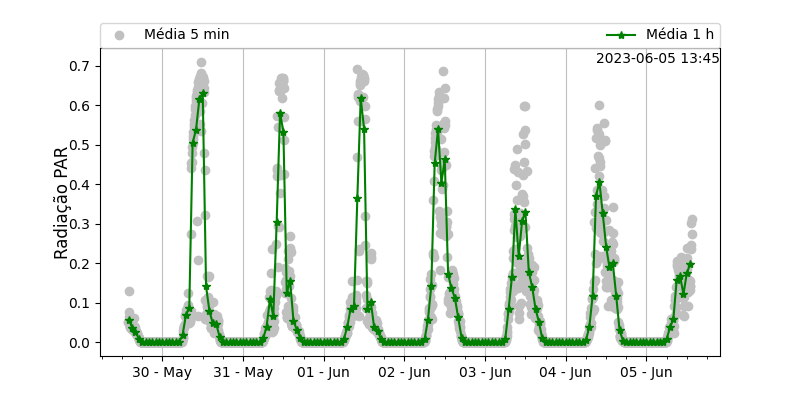 Média 5 min
Média 1 h
2023-06-05 13:45
Radiação PAR
0.7
0.6
0.5
0.4
0.3
0.2
0.1
0.0
30 - May
31 - May
01 - Jun
02 - Jun
03 - Jun
04 - Jun
05 - Jun